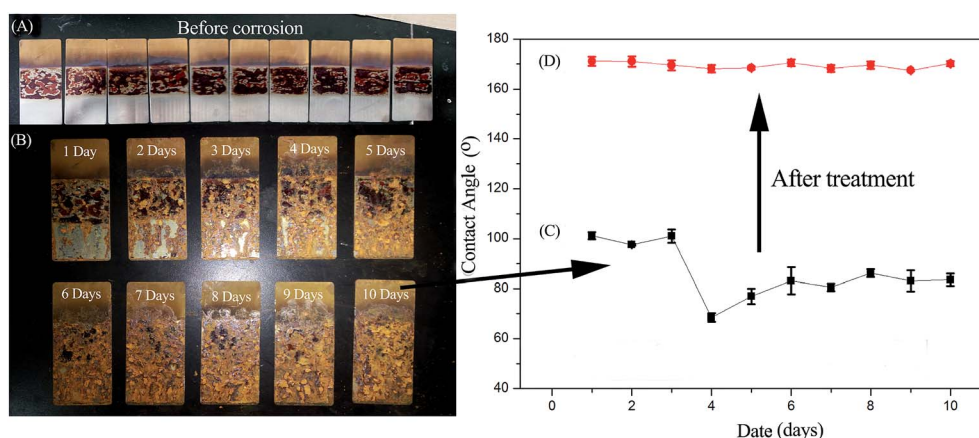 (A)
Before corrosion
(B)
1 Day
2 Days
3 Days
4 Days
5 Days
6 Days
7 Days
8 Days
9 Days
10 Days
Contact Angle (º)
180
160
140
120
100
80
60
40
(D)
After treatment
(C)
0
2
4
6
8
10
Date (days)